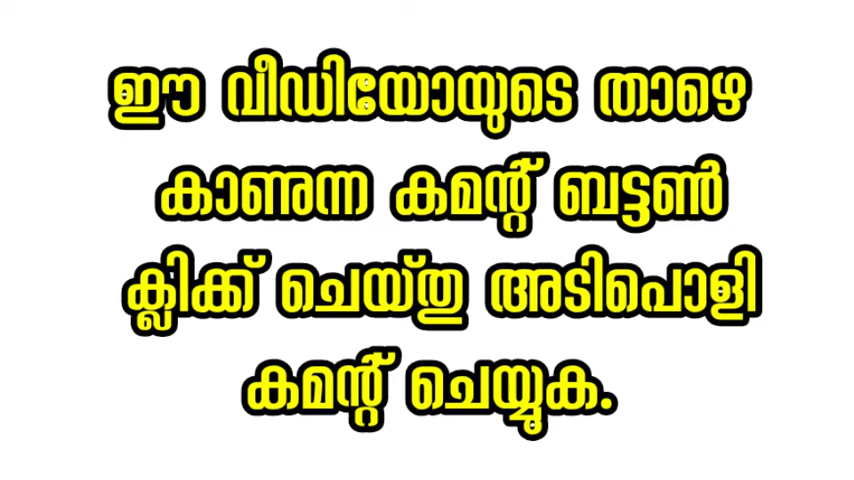 ഈ വീഡിയോയുടെ താഴെ
കാണുന്ന കമന്റ് ബട്ടൺ
ക്ലിക്ക് ചെയ്തു അടിപൊളി
കമന്റ് ചെയ്യൂക.